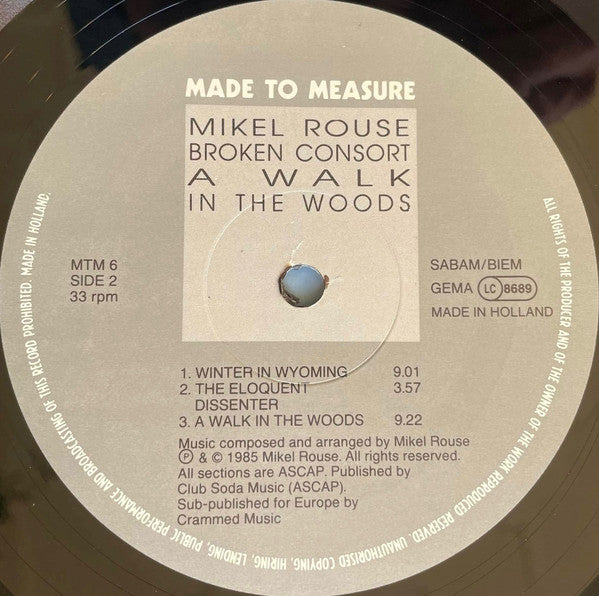 MADE TO MEASURE
MIKEL ROUSE
BROKEN CONSORT
A WALK
IN THE WOODS
MTM 6
SIDE 2
33 rpm
SABAM/BIEM
GEMA LC 8689
MADE IN HOLLAND
1. WINTER IN WYOMING 9.01
2. THE ELOQUENT 3.57
DISSENTER
3. A WALK IN THE WOODS 9.22
Music composed and arranged by Mikel Rouse
℗ & © 1985 Mikel Rouse. All rights reserved.
All sections are ASCAP. Published by
Club Soda Music (ASCAP).
Sub-published for Europe by
Crammed Music
ALL RIGHTS OF THE PRODUCER AND OF THE OWNER OF THE WORK REPRODUCED RESERVED. UNAUTHORISED COPYING, HIRING, LENDING, PUBLIC PERFORMANCE AND BROADCASTING OF THIS RECORD PROHIBITED. MADE IN HOLLAND.